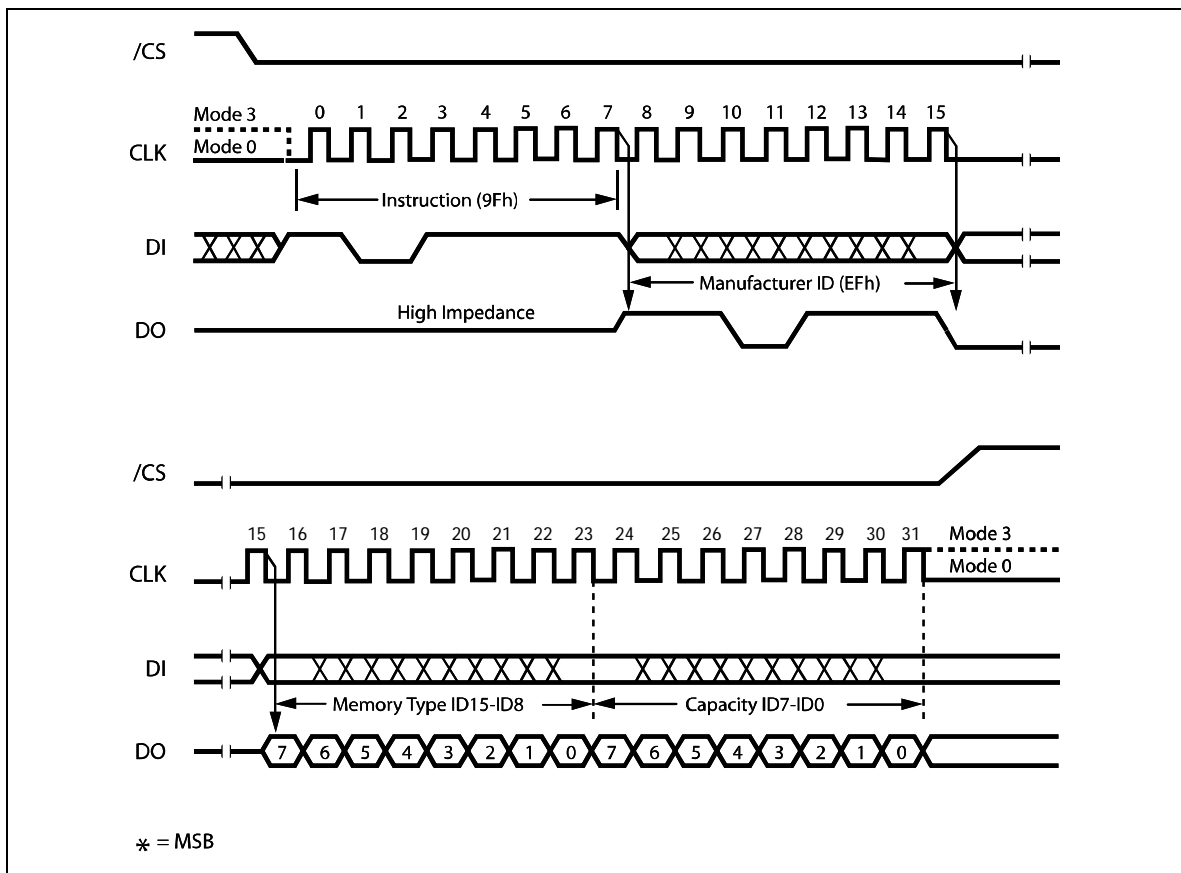 /CS
Mode 3
0 1 2 3 4 5 6 7 8 9 10 11 12 13 14 15
Mode 0
CLK
Instruction (9Fh)
DI
Manufacturer ID (EFh)
High Impedance
DO
/CS
15 16 17 18 19 20 21 22 23 24 25 26 27 28 29 30 31
Mode 3
CLK
Mode 0
DI
Memory Type ID15-ID8 Capacity ID7-ID0
DO
7 6 5 4 3 2 1 0 7 6 5 4 3 2 1 0
* = MSB